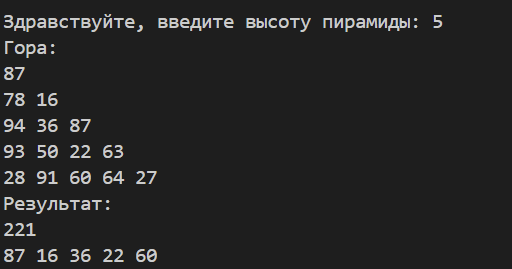 Здравствуйте, введите высоту пирамиды: 5
Гора:
87
78 16
94 36 87
93 50 22 63
28 91 60 64 27
Результат:
221
87 16 36 22 60